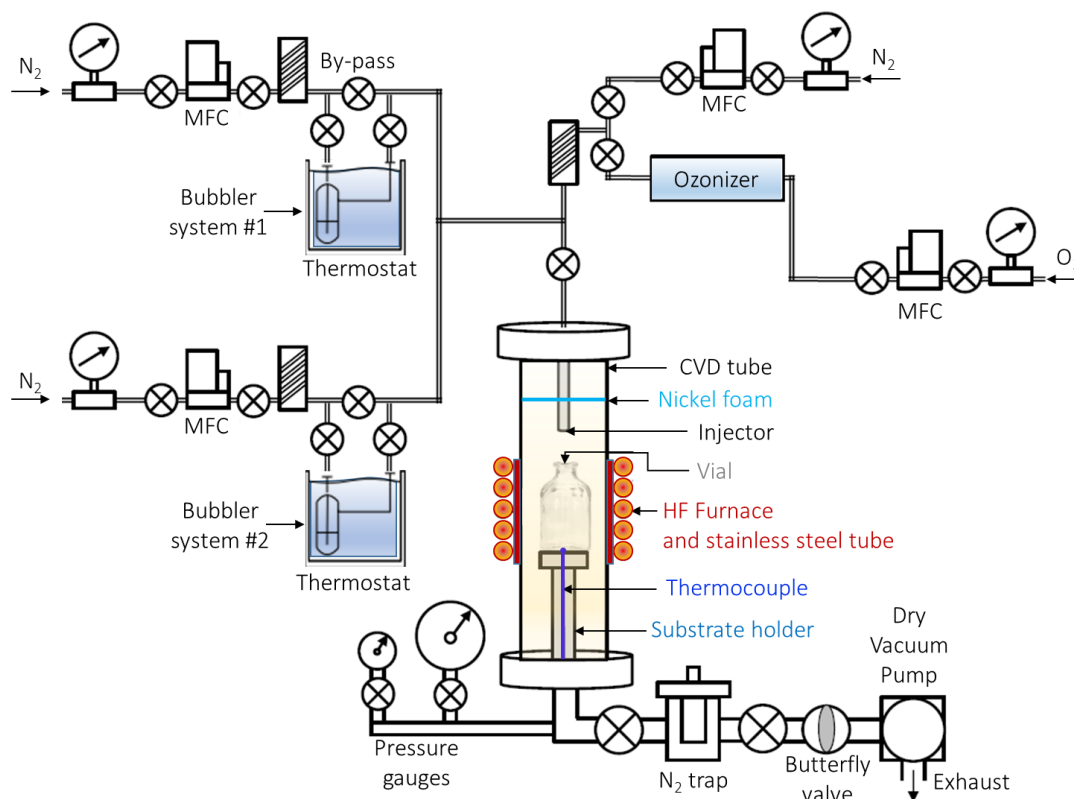 N2
By-pass
MFC
Bubbler
system #1
Thermostat
N2
MFC
Ozonizer
O
MFC
N2
MFC
Bubbler
system #2
Thermostat
CVD tube
Nickel foam
Injector
Vial
HF Furnace
and stainless steel tube
Thermocouple
Substrate holder
Dry
Vacuum
Pump
Pressure
gauges
N2 trap
Butterfly
valve
Exhaust